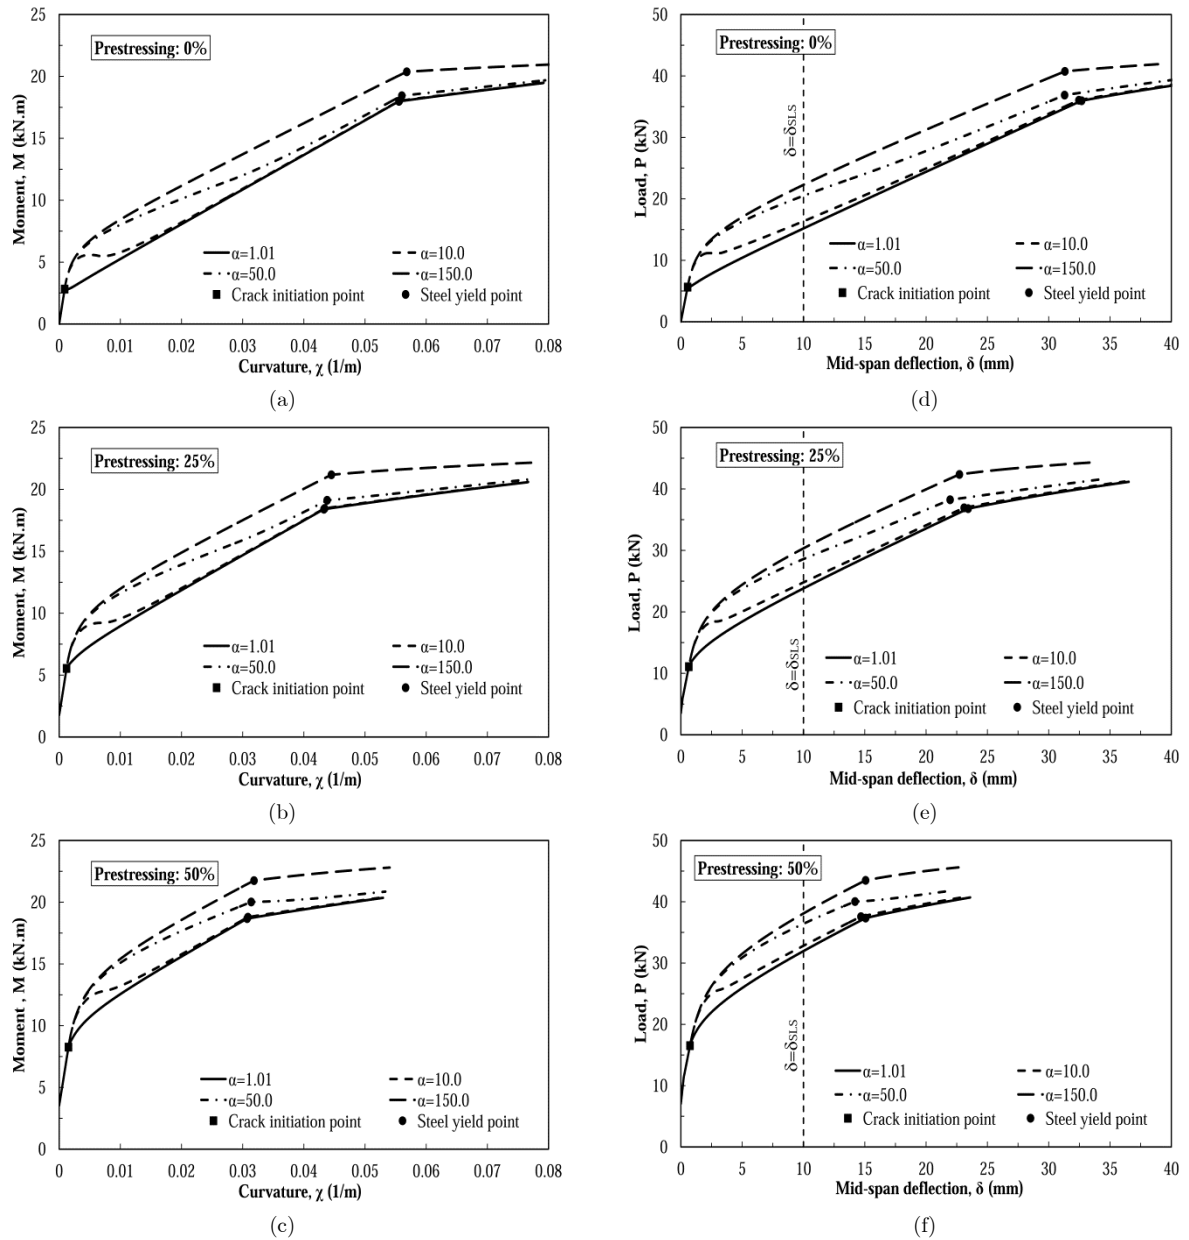 Prestressing: 0%
Moment, M (kN.m)
25
20
15
10
5
0
α=1.01
α=10.0
α=50.0
α=150.0
Crack initiation point
Steel yield point
0 0.01 0.02 0.03 0.04 0.05 0.06 0.07 0.08
Curvature, χ (1/m)
(a)
Prestressing: 0%
Load, P (kN)
50
40
30
20
10
0
δ=δSLS
α=1.01
α=10.0
α=50.0
α=150.0
Crack initiation point
Steel yield point
0 5 10 15 20 25 30 35 40
Mid-span deflection, δ (mm)
(d)
Prestressing: 25%
Moment, M (kN.m)
25
20
15
10
5
0
α=1.01
α=10.0
α=50.0
α=150.0
Crack initiation point
Steel yield point
0 0.01 0.02 0.03 0.04 0.05 0.06 0.07 0.08
Curvature, χ (1/m)
(b)
Prestressing: 25%
Load, P (kN)
50
40
30
20
10
0
δ=δSLS
α=1.01
α=10.0
α=50.0
α=150.0
Crack initiation point
Steel yield point
0 5 10 15 20 25 30 35 40
Mid-span deflection, δ (mm)
(e)
Prestressing: 50%
Moment , M (kN.m)
25
20
15
10
5
0
α=1.01
α=10.0
α=50.0
α=150.0
Crack initiation point
Steel yield point
0 0.01 0.02 0.03 0.04 0.05 0.06 0.07 0.08
Curvature, χ (1/m)
(c)
Prestressing: 50%
Load, P (kN)
50
40
30
20
10
0
δ=δSLS
α=1.01
α=10.0
α=50.0
α=150.0
Crack initiation point
Steel yield point
0 5 10 15 20 25 30 35 40
Mid-span deflection, δ (mm)
(f)